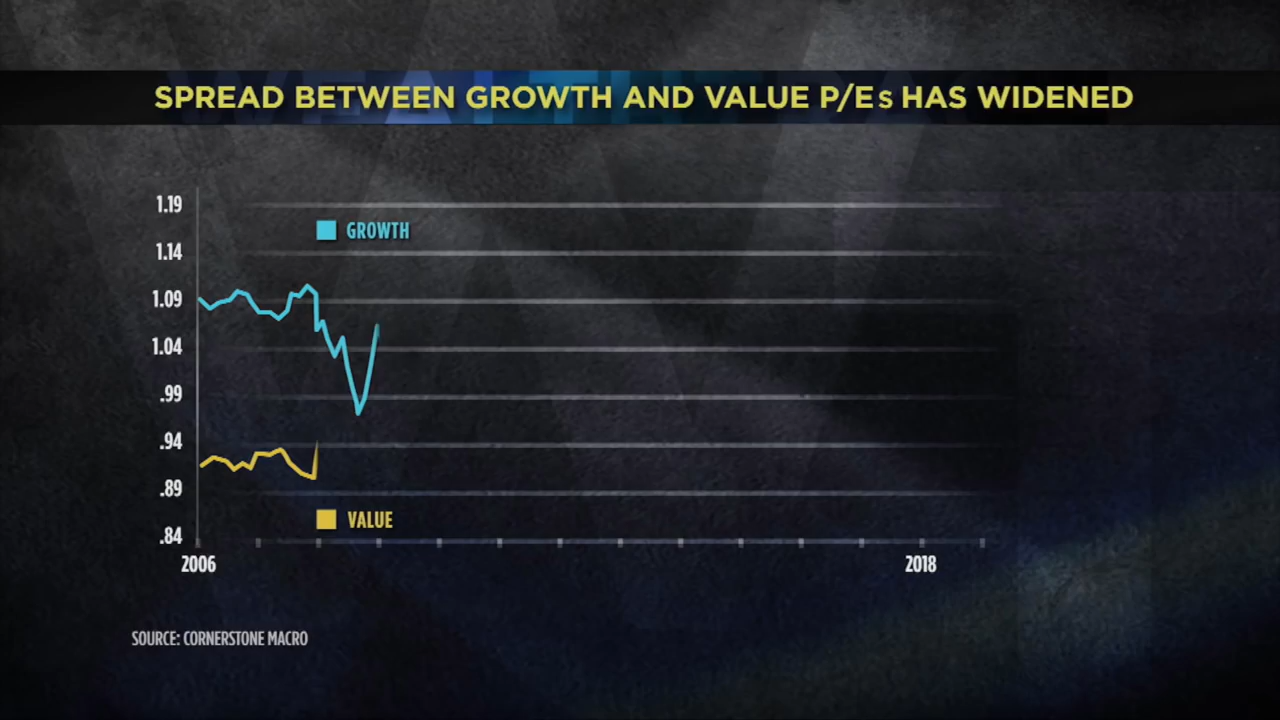 SPREAD BETWEEN GROWTH AND VALUE P/Es HAS WIDENED
1.19
GROWTH
1.14
1.09
1.04
.99
.94
.89
VALUE
.84
2006
2018
SOURCE: CORNERSTONE MACRO